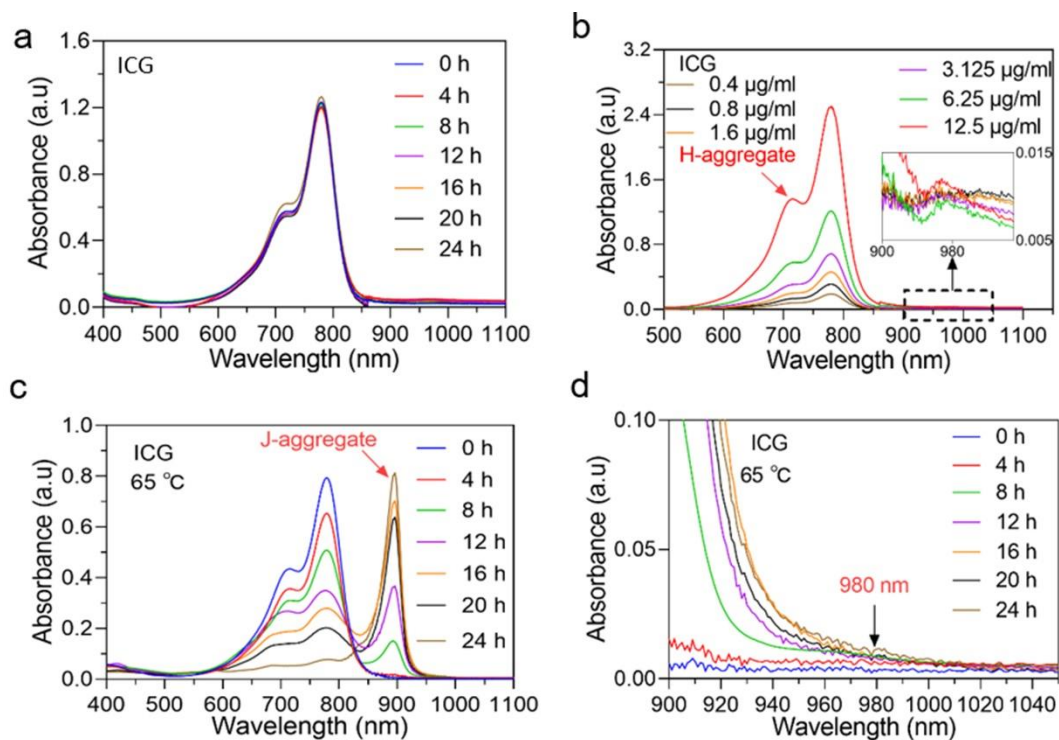 a
ICG
0 h
4 h
8 h
12 h
16 h
20 h
24 h
Absorbance (a.u)
1.6
1.2
0.8
0.4
0.0
400 500 600 700 800 900 1000 1100
Wavelength (nm)
b
ICG
0.4 µg/ml
0.8 µg/ml
1.6 µg/ml
3.125 µg/ml
6.25 µg/ml
12.5 µg/ml
H-aggregate
0.015
0.005
900 980
Absorbance (a.u)
3.2
2.4
1.6
0.8
0.0
500 600 700 800 900 1000 1100
Wavelength (nm)
c
ICG
65 °C
J-aggregate
0 h
4 h
8 h
12 h
16 h
20 h
24 h
Absorbance (a.u)
1.0
0.8
0.6
0.4
0.2
0.0
400 500 600 700 800 900 1000 1100
Wavelength (nm)
d
ICG
65 °C
0 h
4 h
8 h
12 h
16 h
20 h
24 h
980 nm
Absorbance (a.u)
0.10
0.05
0.00
900 920 940 960 980 1000 1020 1040
Wavelength (nm)